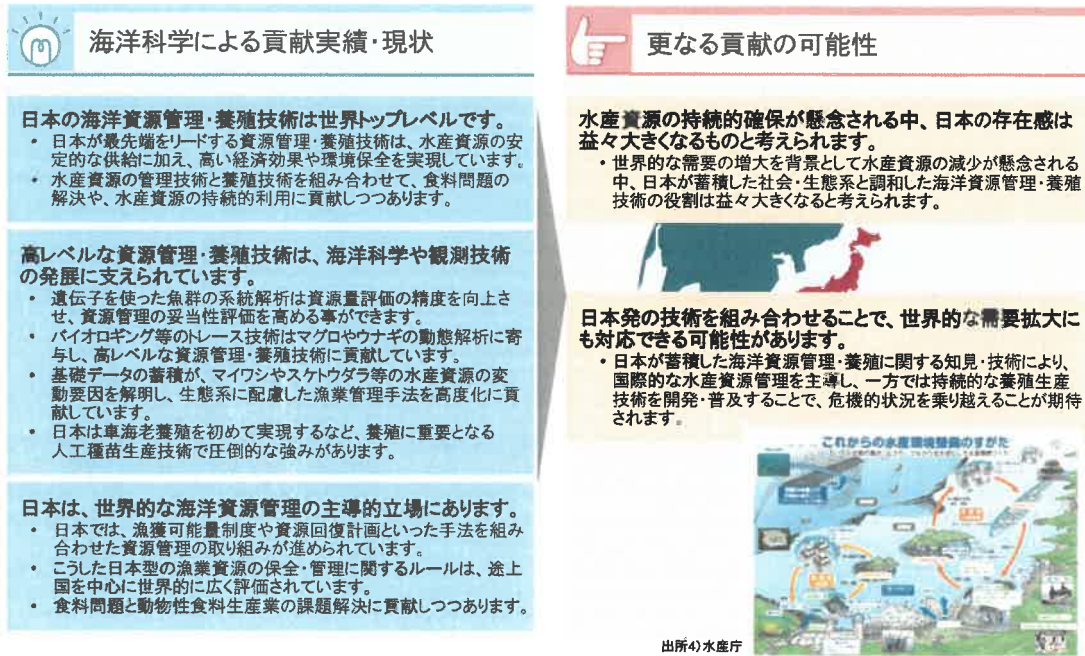 海洋科学による貢献実績・現状
日本の海洋資源管理・養殖技術は世界トップレベルです。
・ 日本が最先端をリードする資源管理・養殖技術は、水産資源の安
定的な供給に加え、高い経済効果や環境保全を実現しています。
・ 水産資源の管理技術と養殖技術を組み合わせて、食料問題の
解決や、水産資源の持続的利用に貢献しつつあります。
高レベルな資源管理・養殖技術は、海洋科学や観測技術
の発展に支えられています。
・ 遺伝子を使った魚群の系統解析は資源量評価の精度を向上さ
せ、資源管理の妥当性評価を高める事ができます。
・ バイオロギング等のトレース技術はマグロやウナギの動態解析に寄
与し、高レベルな資源管理・養殖技術に貢献しています。
・ 基礎データの蓄積が、マイワシやスケトウダラ等の水産資源の変
動要因を解明し、生態系に配慮した漁業管理手法を高度化に貢
献しています。
・ 日本は車海老養殖を初めて実現するなど、養殖に重要となる
人工種苗生産技術で圧倒的な強みがあります。
日本は、世界的な海洋資源管理の主導的立場にあります。
・ 日本では、漁獲可能量制度や資源回復計画といった手法を組み
合わせた資源管理の取り組みが進められています。
・ こうした日本型の漁業資源の保全・管理に関するルールは、途上
国を中心に世界的に広く評価されています。
・ 食料問題と動物性食料生産業の課題解決に貢献しつつあります。
更なる貢献の可能性
水産資源の持続的確保が懸念される中、日本の存在感は
益々大きくなるものと考えられます。
・ 世界的な需要の増大を背景として水産資源の減少が懸念される
中、日本が蓄積した社会・生態系と調和した海洋資源管理・養殖
技術の役割は益々大きくなると考えられます。
日本発の技術を組み合わせることで、世界的な需要拡大に
も対応できる可能性があります。
・ 日本が蓄積した海洋資源管理・養殖に関する知見・技術により、
国際的な水産資源管理を主導し、一方では持続的な養殖生産
技術を開発・普及することで、危機的状況を乗り越えることが期待
されます。
これからの水産環境整備のすがた
出所4)水産庁